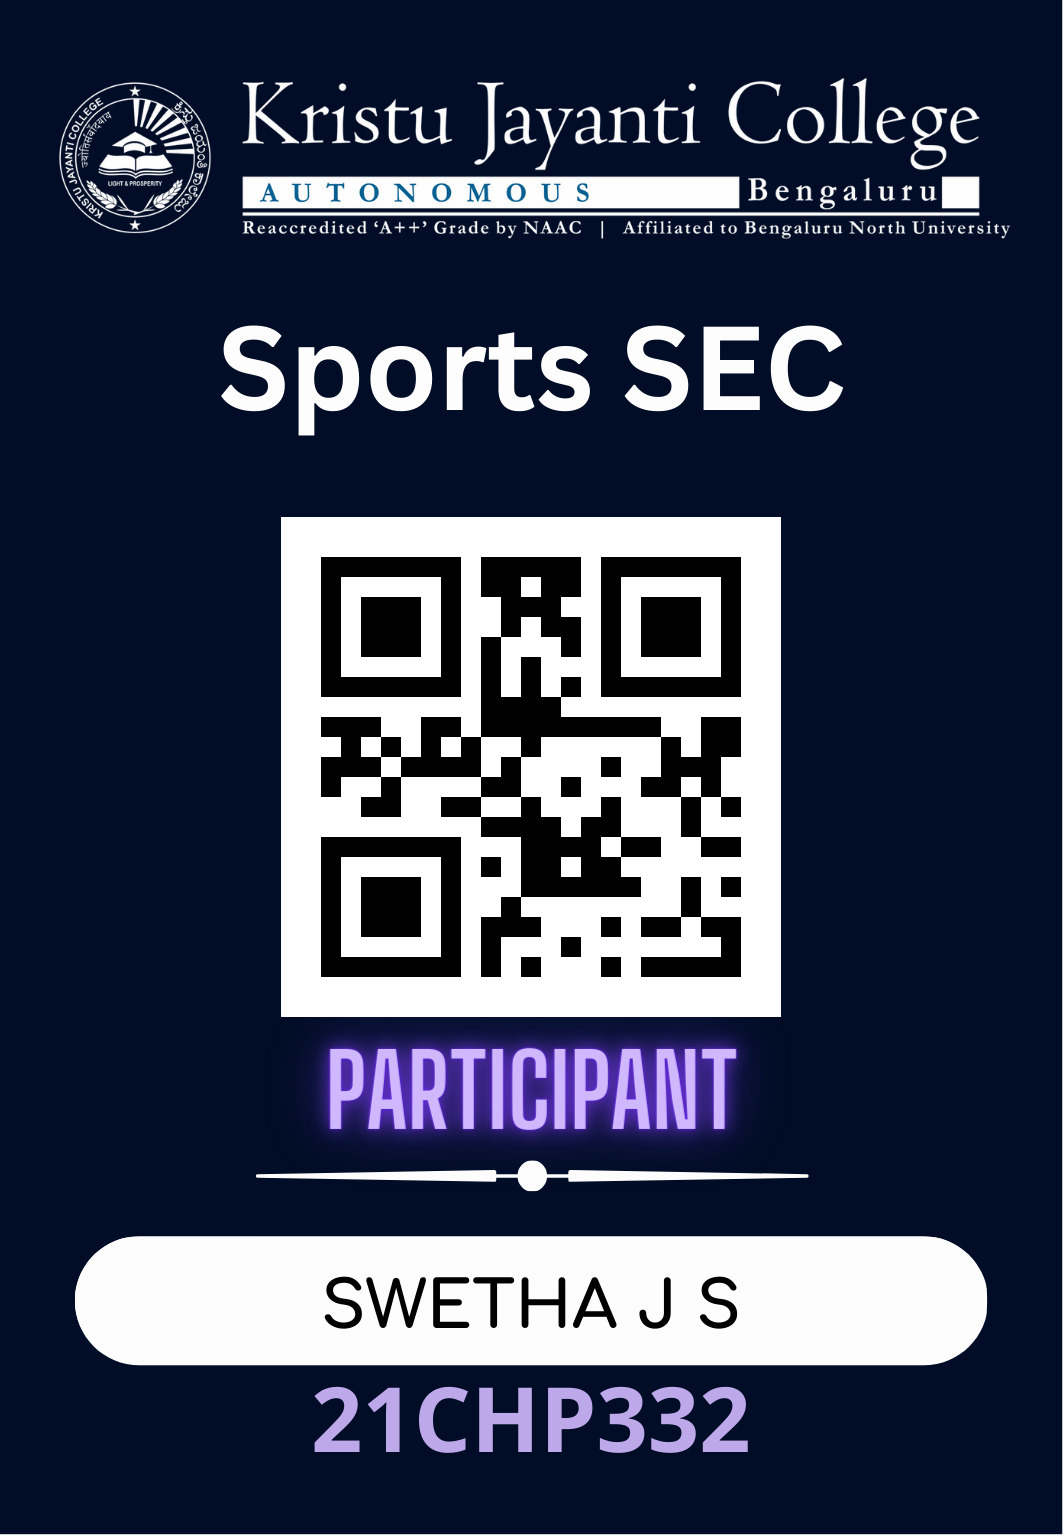 KRISTU JAYANTI COLLEGE
ಕ್ರಿಸ್ತು ಜಯಂತಿ ಕಾಲೇಜು
LIGHT & PROSPERITY
Kristu Jayanti College
AUTONOMOUS Bengaluru
Reaccredited ‘A++’ Grade by NAAC | Affiliated to Bengaluru North University
Sports SEC
PARTICIPANT
SWETHA J S
21CHP332